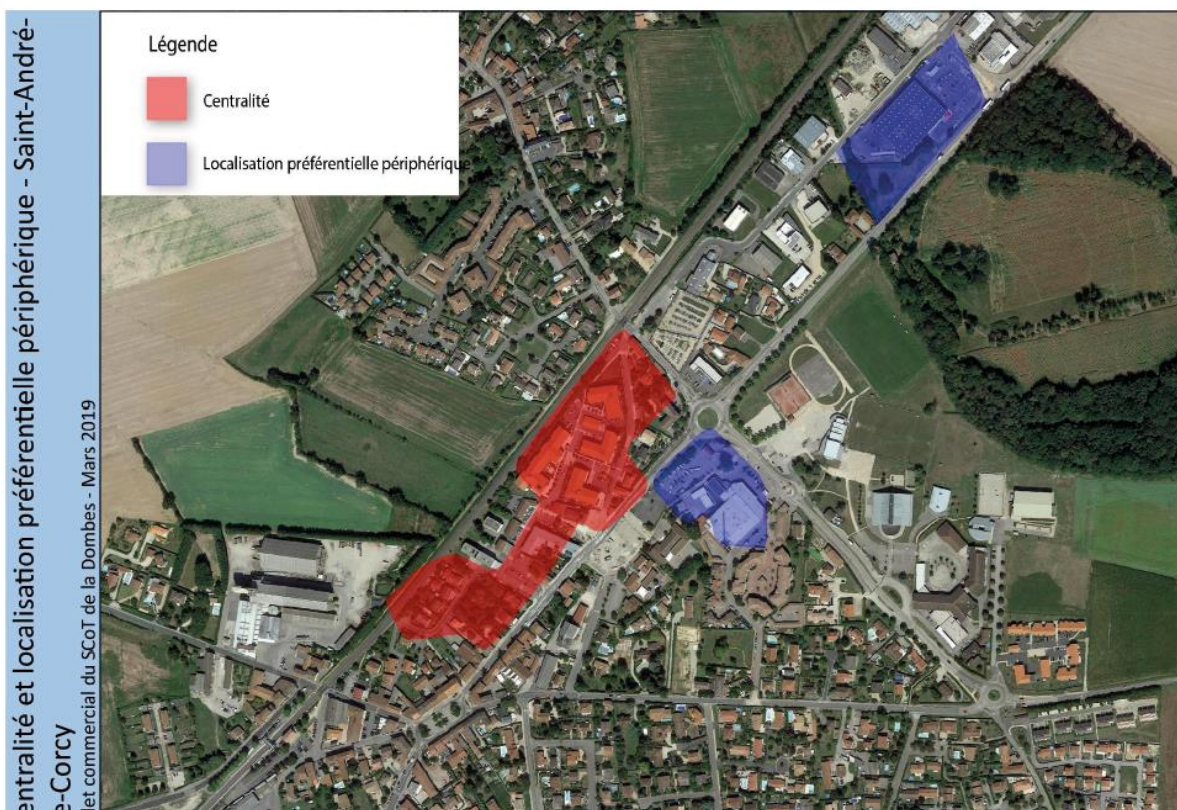 Légende
Centralité
Localisation préférentielle périphérique
entralité et localisation préférentielle périphérique - Saint-André-
e-Corcy
let commercial du SCoT de la Dombes - Mars 2019